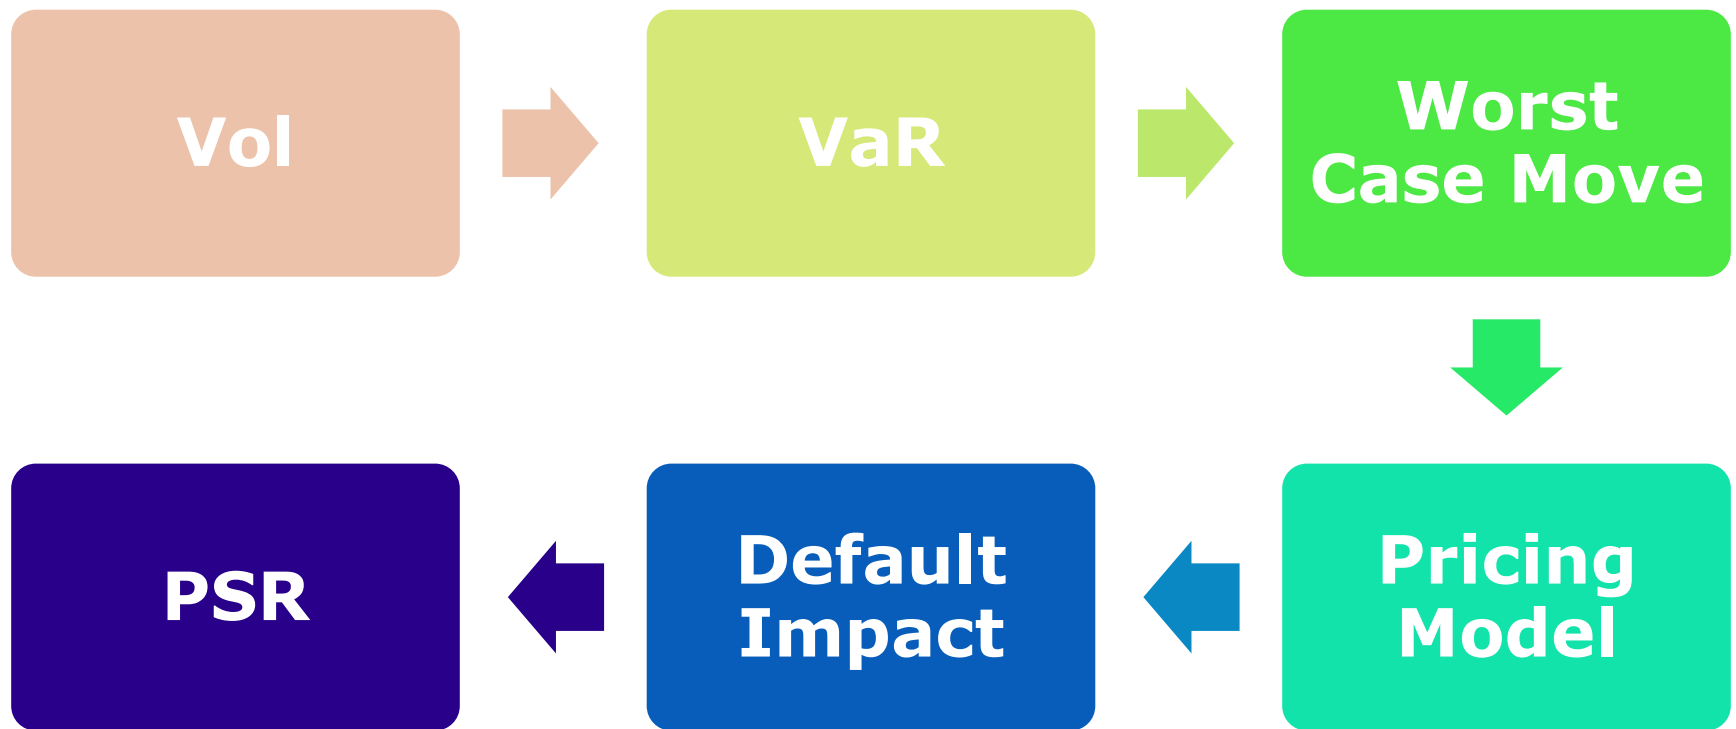 Vol
VaR
Worst
Case Move
Pricing
Model
Default
Impact
PSR